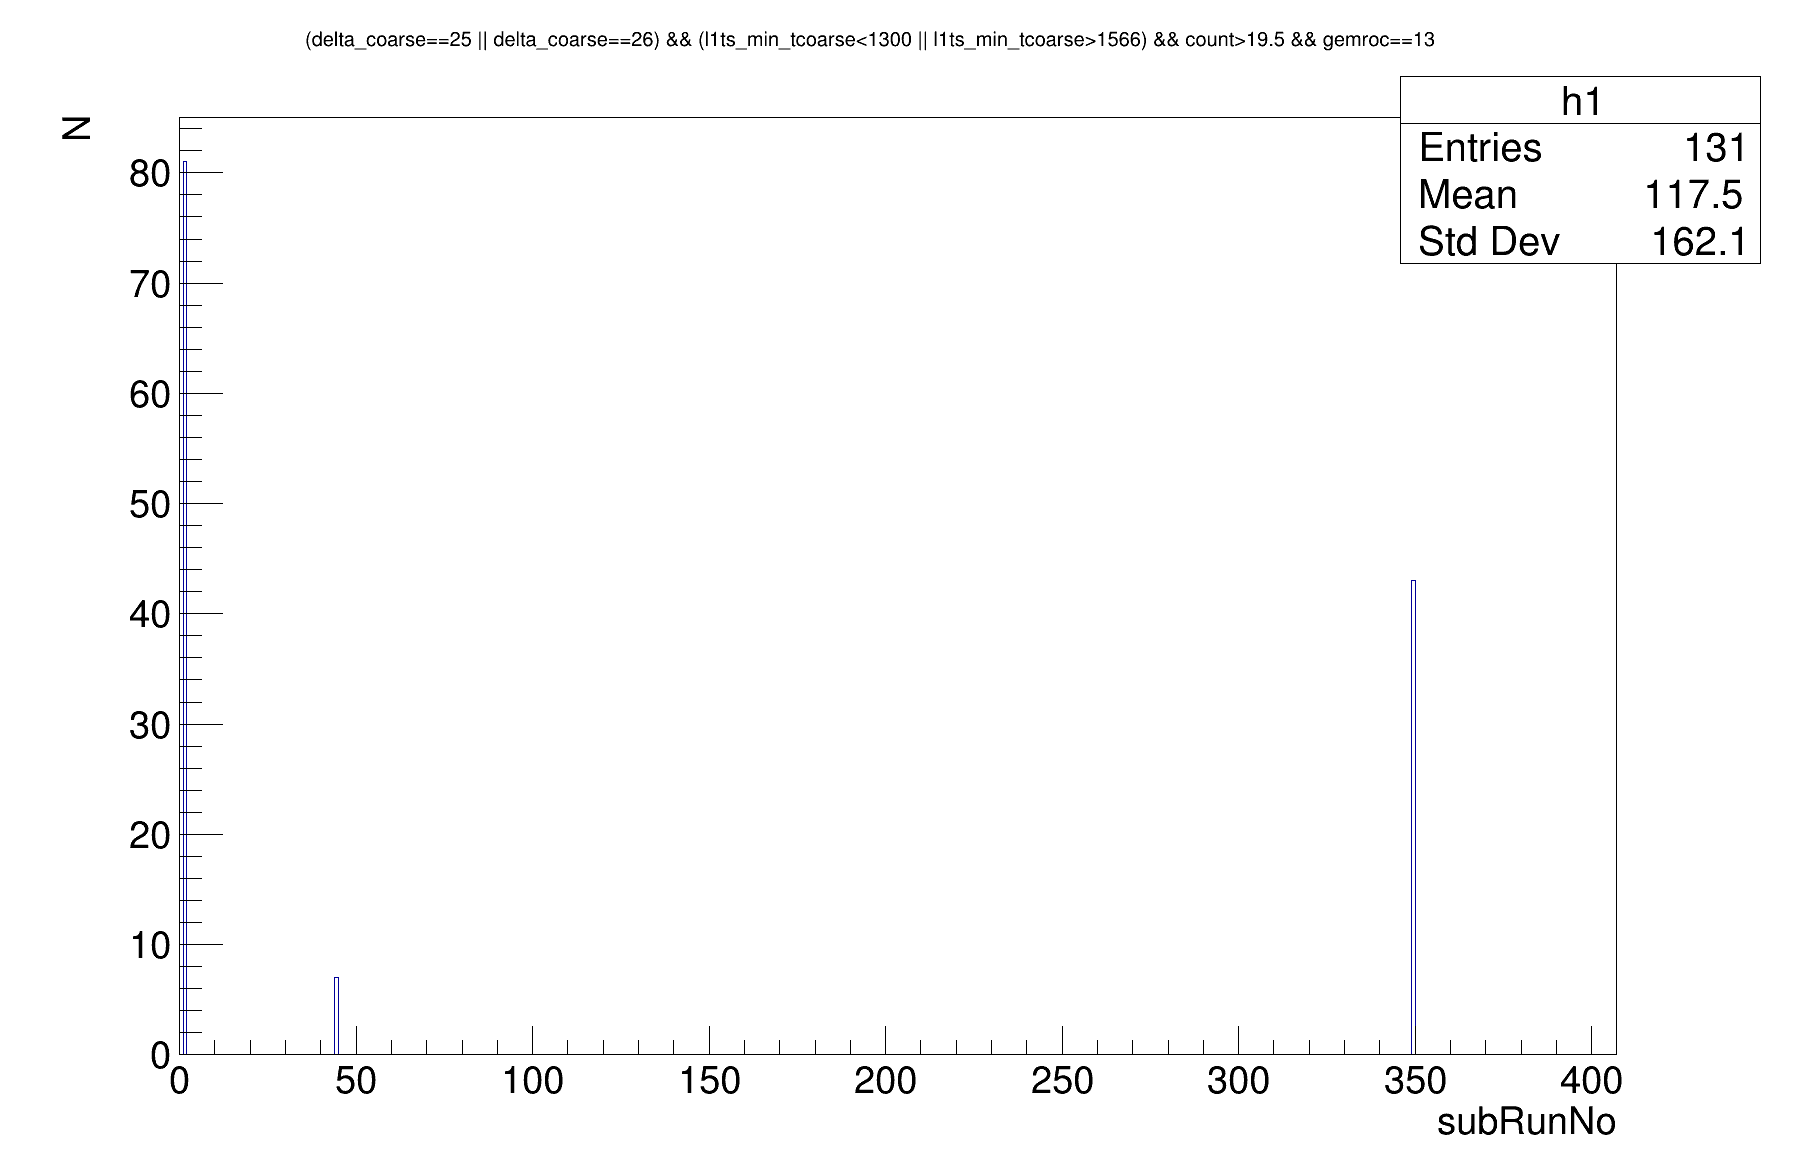 (delta_coarse==25 || delta_coarse==26) && (l1ts_min_tcoarse<1300 || l1ts_min_tcoarse>1566) && count>19.5 && gemroc==13
h1
Entries 131
Mean 117.5
Std Dev 162.1
N
80
70
60
50
40
30
20
10
0
0 50 100 150 200 250 300 350 400
subRunNo